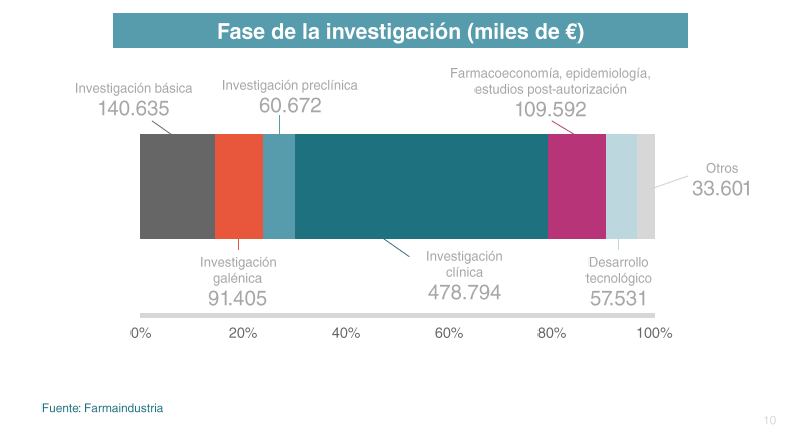 Fase de la investigación (miles de €)
Farmacoeconomía, epidemiología,
estudios post-autorización
109.592
Investigación básica
140.635
Investigación preclínica
60.672
Otros
33.601
Investigación
galénica
91.405
Investigación
clínica
478.794
Desarrollo
tecnológico
57.531
0%
20%
40%
60%
80%
100%
Fuente: Farmaindustria
10